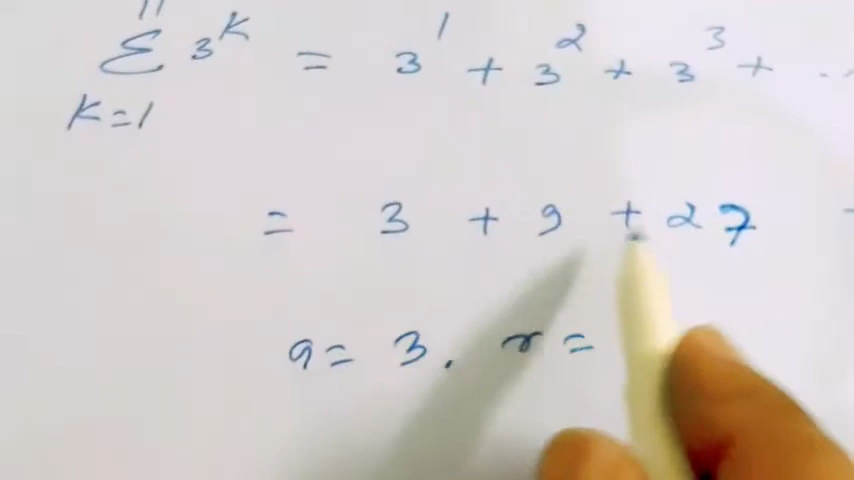 11
Σ 3^k = 3^1 + 3^2 + 3^3 + ..
K=1
= 3 + 9 + 27
a = 3. r =